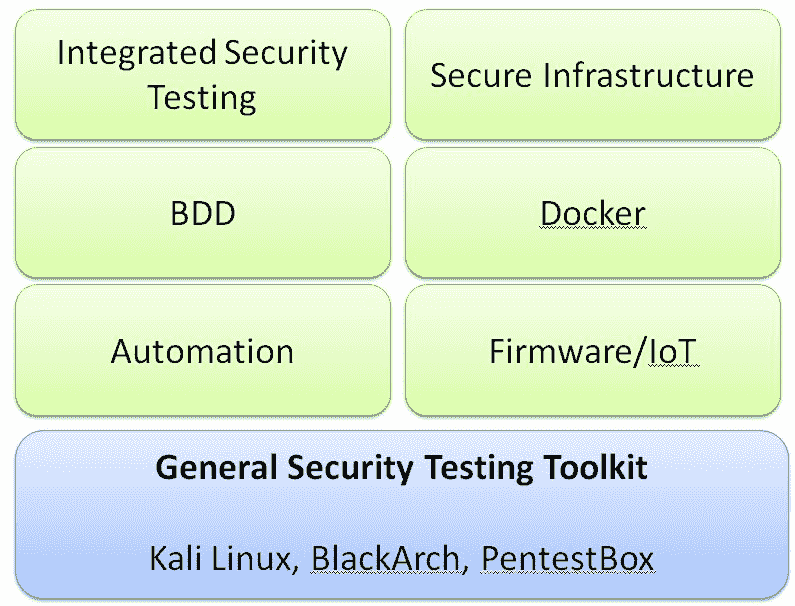 Integrated Security
Testing
Secure Infrastructure
BDD
Docker
Automation
Firmware/IoT
General Security Testing Toolkit
Kali Linux, BlackArch, PentestBox